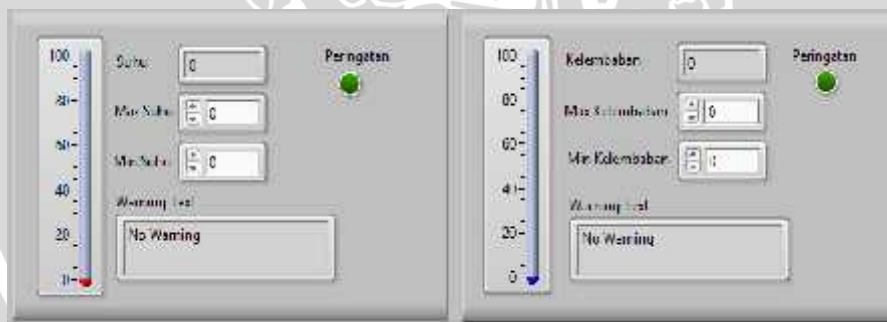 100
80
60
40
20
0
Suhu 0
Peringatan
Max Suhu 0
Min Suhu 0
Warning Text
No Warning
100
80
60
40
20
0
Kelembaban 0
Peringatan
Max Kelembaban 0
Min Kelembaban 0
Warning Text
No Warning